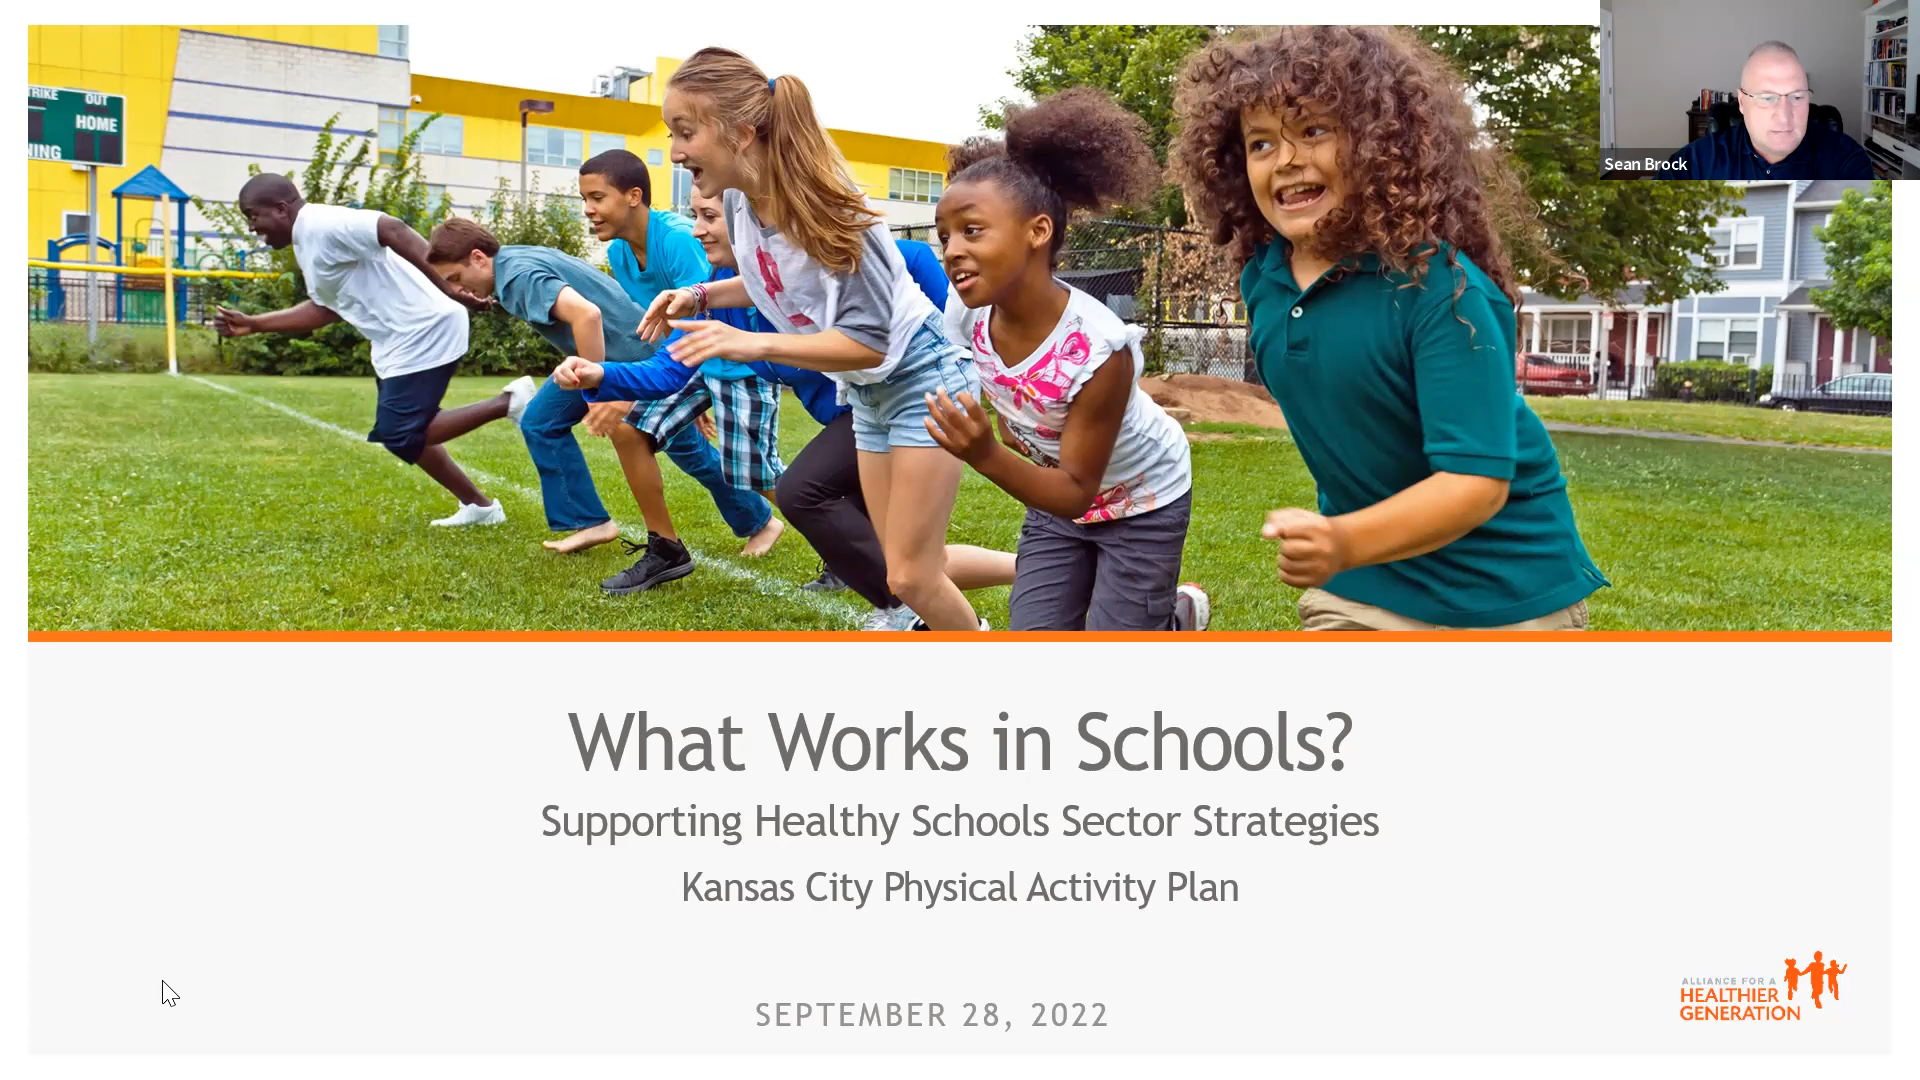 TRIKE OUT
HOME
NING
Sean Brock
What Works in Schools?
Supporting Healthy Schools Sector Strategies
Kansas City Physical Activity Plan
SEPTEMBER 28, 2022
ALLIANCE FOR A
HEALTHIER
GENERATION